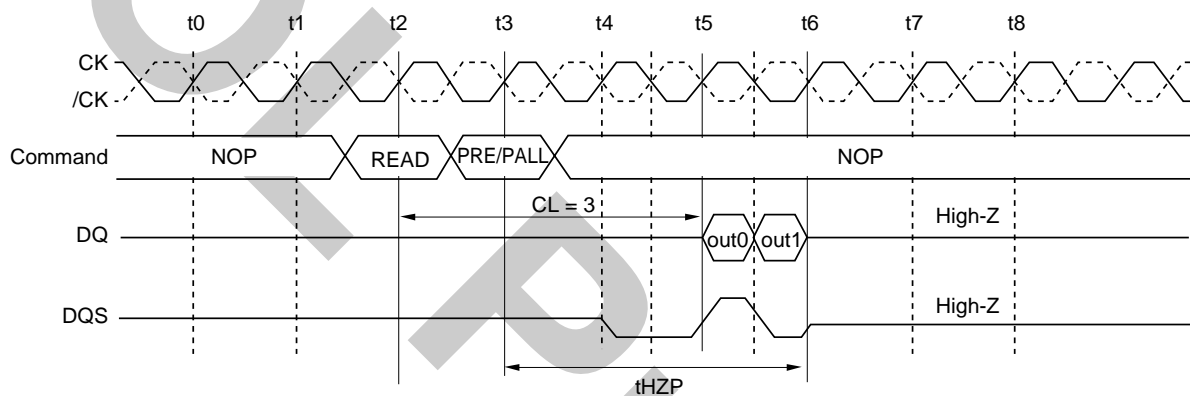 t0 t1 t2 t3 t4 t5 t6 t7 t8
CK
/CK
Command NOP READ PRE/PALL NOP
CL = 3
DQ out0 out1 High-Z
DQS High-Z
tHZP